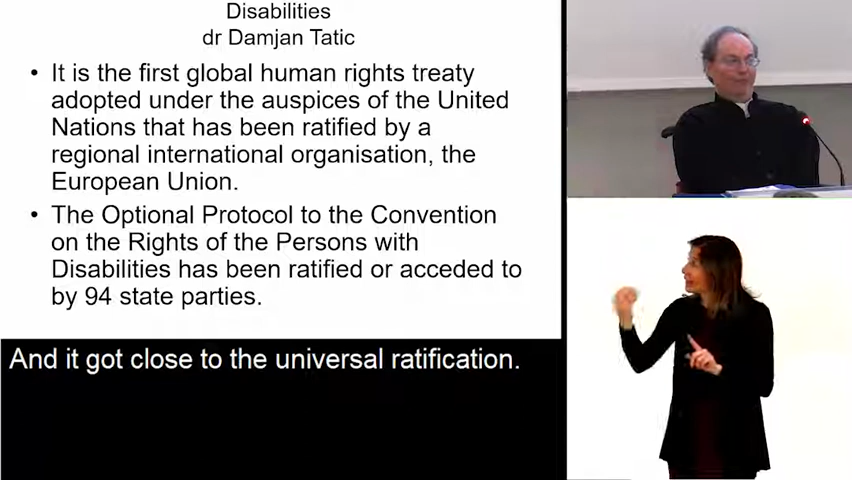 Disabilities
dr Damjan Tatic
• It is the first global human rights treaty
adopted under the auspices of the United
Nations that has been ratified by a
regional international organisation, the
European Union.
• The Optional Protocol to the Convention
on the Rights of the Persons with
Disabilities has been ratified or acceded to
by 94 state parties.
And it got close to the universal ratification.